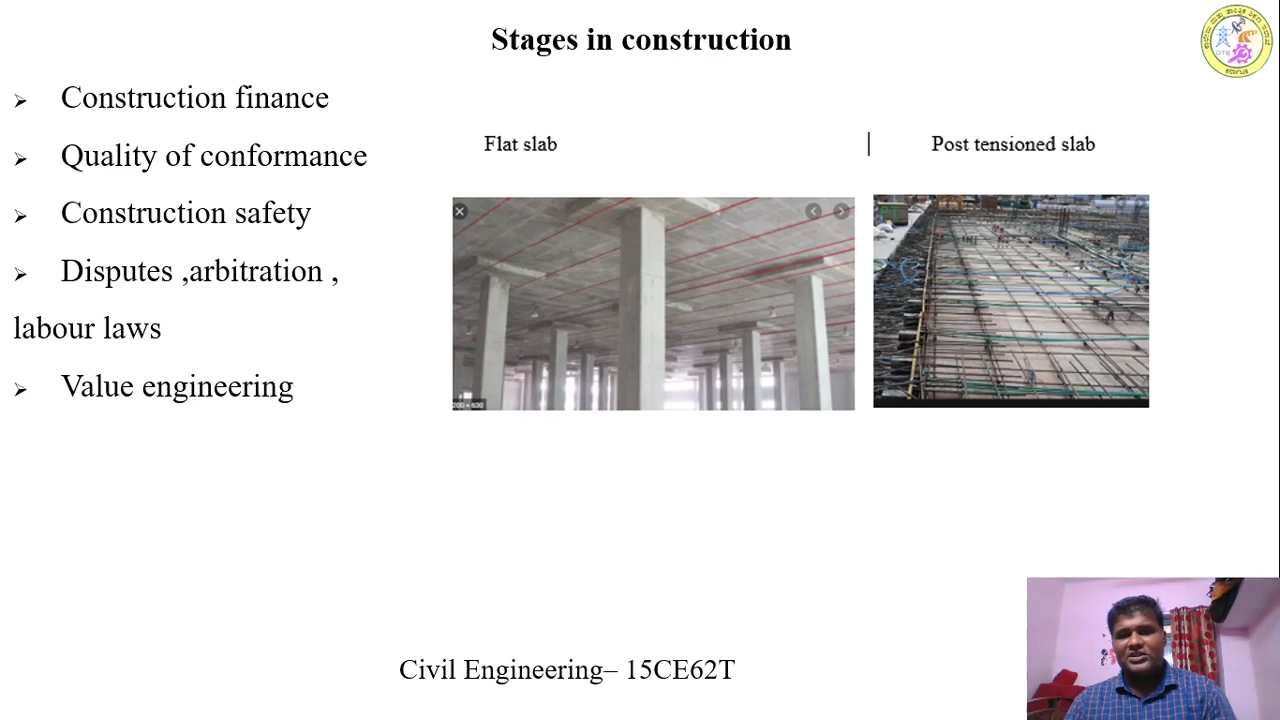 Stages in construction
➢ Construction finance
➢ Quality of conformance
➢ Construction safety
➢ Disputes ,arbitration ,
labour laws
➢ Value engineering
Flat slab
Post tensioned slab
DTE
Civil Engineering– 15CE62T